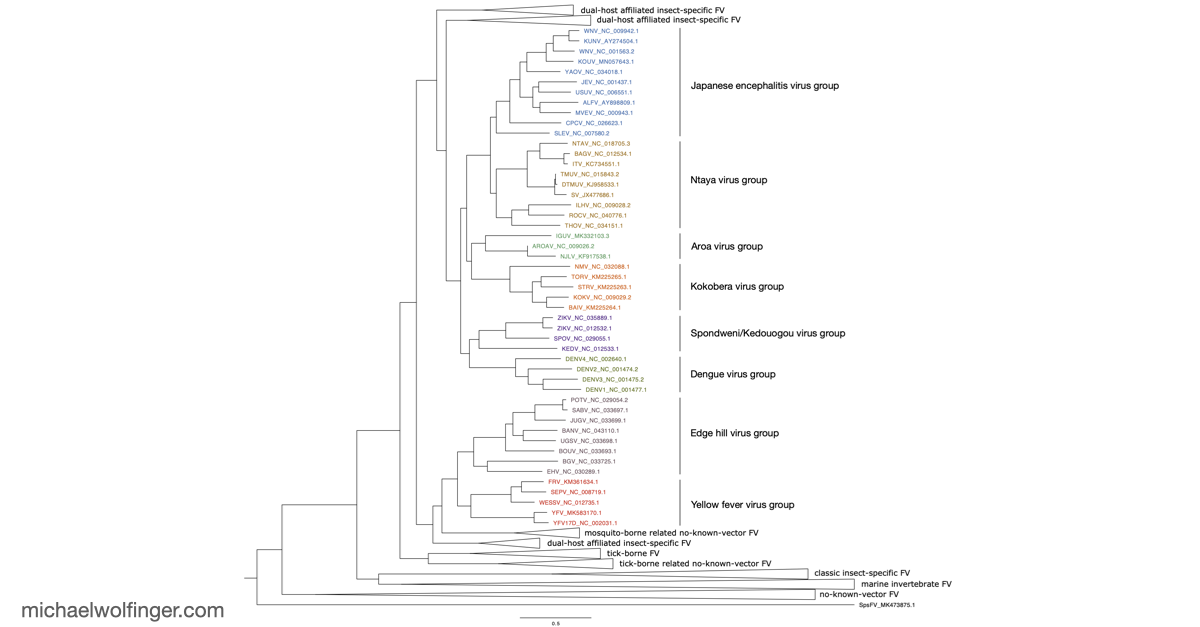 dual-host affiliated insect-specific FV
dual-host affiliated insect-specific FV
WNV_NC_009942.1
KUNV_AY274504.1
WNV_NC_001563.2
KOUV_MN057643.1
YAOV_NC_034018.1
JEV_NC_001437.1
Japanese encephalitis virus group
USUV_NC_006551.1
ALFV_AY898809.1
MVEV_NC_000943.1
CPCV_NC_026623.1
SLEV_NC_007580.2
NTAV_NC_018705.3
BAGV_NC_012534.1
ITV_KC734551.1
TMUV_NC_015843.2
Ntaya virus group
DTMUV_KJ958533.1
SV_JX477686.1
ILHV_NC_009028.2
ROCV_NC_040776.1
THOV_NC_034151.1
IGUV_MK332103.3
AROAV_NC_009026.2
Aroa virus group
NJLV_KF917538.1
NMV_NC_032088.1
TORV_KM225265.1
STRV_KM225263.1
Kokobera virus group
KOKV_NC_009029.2
BAIV_KM225264.1
ZIKV_NC_035889.1
ZIKV_NC_012532.1
Spondweni/Kedouogou virus group
SPOV_NC_029055.1
KEDV_NC_012533.1
DENV4_NC_002640.1
DENV2_NC_001474.2
Dengue virus group
DENV3_NC_001475.2
DENV1_NC_001477.1
POTV_NC_029054.2
SABV_NC_033697.1
JUGV_NC_033699.1
BANV_NC_043110.1
Edge hill virus group
UGSV_NC_033698.1
BOUV_NC_033693.1
BGV_NC_033725.1
EHV_NC_030289.1
FRV_KM361634.1
SEPV_NC_008719.1
WESSV_NC_012735.1
Yellow fever virus group
YFV_MK583170.1
YFV17D_NC_002031.1
mosquito-borne related no-known-vector FV
dual-host affiliated insect-specific FV
tick-borne FV
tick-borne related no-known-vector FV
classic insect-specific FV
marine invertebrate FV
no-known-vector FV
SpsFV_MK473875.1
michaelwolfinger.com
0.5